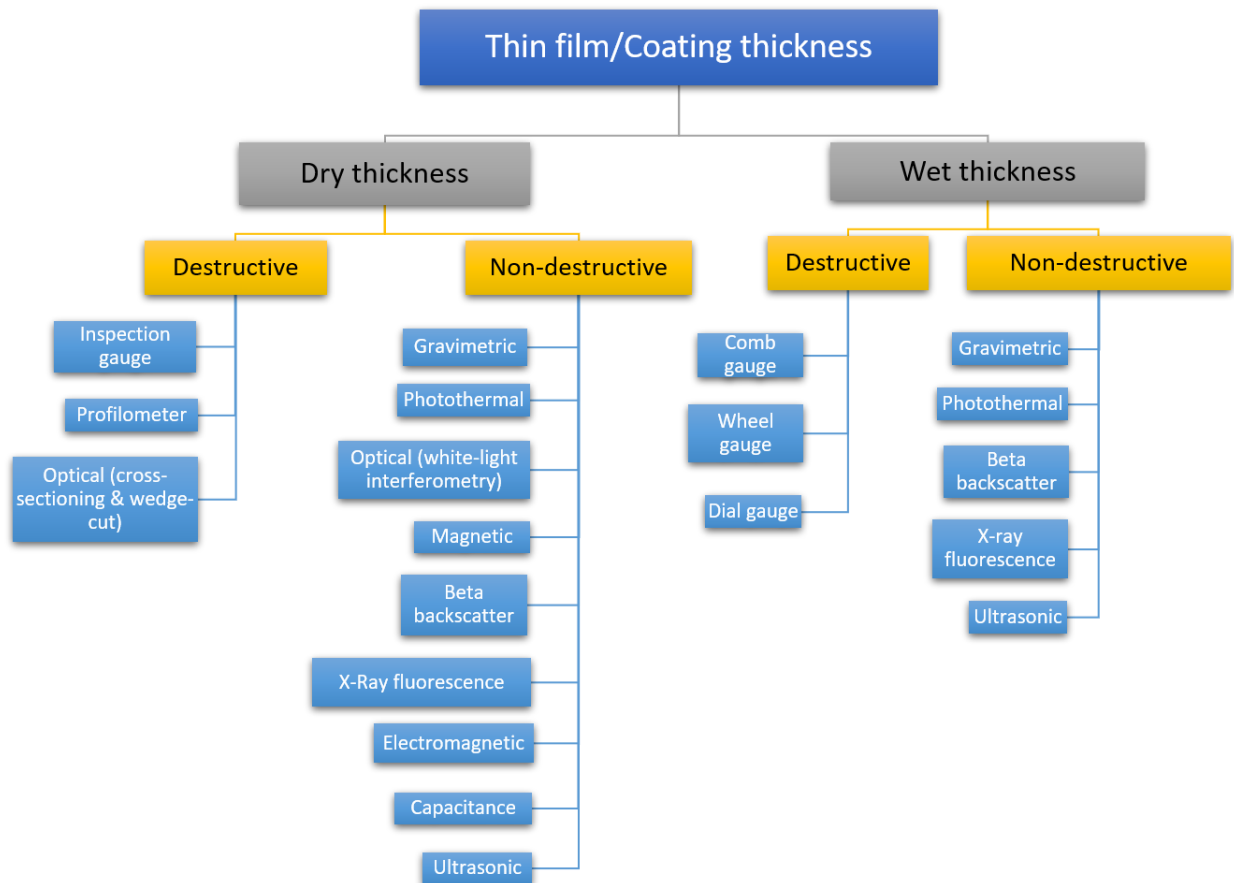 Thin film/Coating thickness
Dry thickness
Wet thickness
Destructive
Non-destructive
Destructive
Non-destructive
Inspection
gauge
Profilometer
Optical (cross-
sectioning & wedge-
cut)
Gravimetric
Photothermal
Optical (white-light
interferometry)
Magnetic
Beta
backscatter
X-Ray fluorescence
Electromagnetic
Capacitance
Ultrasonic
Comb
gauge
Wheel
gauge
Dial gauge
Gravimetric
Photothermal
Beta
backscatter
X-ray
fluorescence
Ultrasonic